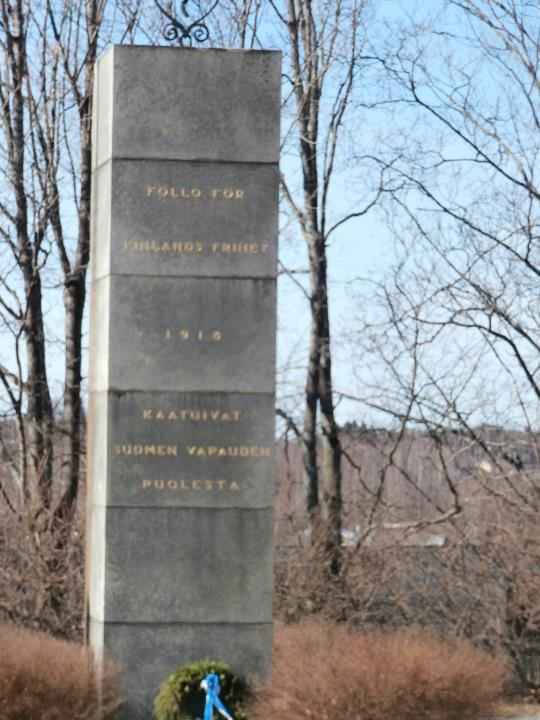 FÖLLO FÖR
FINLANDS FRIHET
1918
KAATUIVAT
SUOMEN VAPAUDEN
PUOLESTA